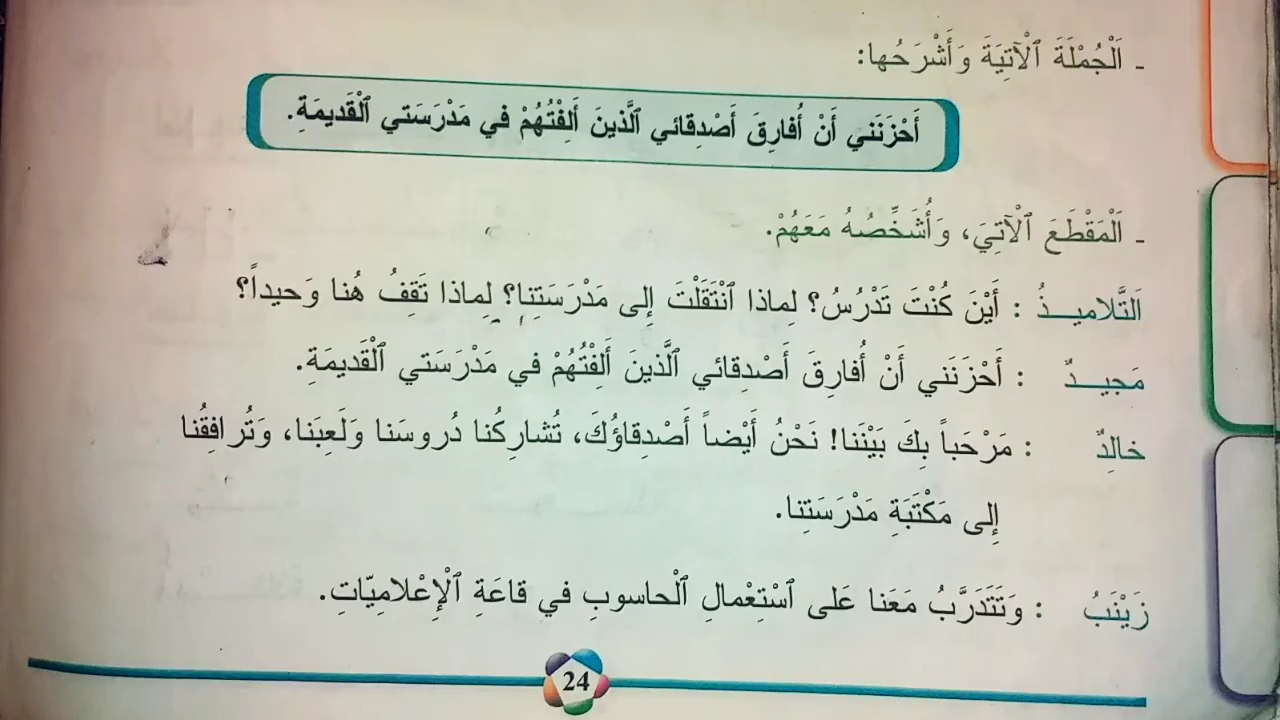 ـ اَلْجُمْلَةَ ٱلْآتِيَةَ وَأَشْرَحُها:
أَحْزَنَني أَنْ أُفارِقَ أَصْدِقائي ٱلَّذينَ أَلِفْتُهُمْ في مَدْرَسَتي ٱلْقَديمَةِ.
ـ اَلْمَقْطَعَ ٱلْآتِيَ، وَأُشَخِّصُهُ مَعَهُمْ.
اَلتَّلاميـــذُ : أَيْنَ كُنْتَ تَدْرُسُ؟ لِماذا ٱنْتَقَلْتَ إِلى مَدْرَسَتِنا؟ لِماذا تَقِفُ هُنا وَحيداً؟
مَجيـــدٌ : أَحْزَنَني أَنْ أُفارِقَ أَصْدِقائي ٱلَّذينَ أَلِفْتُهُمْ في مَدْرَسَتي ٱلْقَديمَةِ.
خالِدٌ : مَرْحَباً بِكَ بَيْنَنا! نَحْنُ أَيْضاً أَصْدِقاؤُكَ، تُشارِكُنا دُروسَنا وَلَعِبَنا، وَتُرافِقُنا
إِلى مَكْتَبَةِ مَدْرَسَتِنا.
زَيْنَبُ : وَتَتَدَرَّبُ مَعَنا عَلى ٱسْتِعْمالِ ٱلْحاسوبِ في قاعَةِ ٱلْإِعْلامِيّاتِ.
24